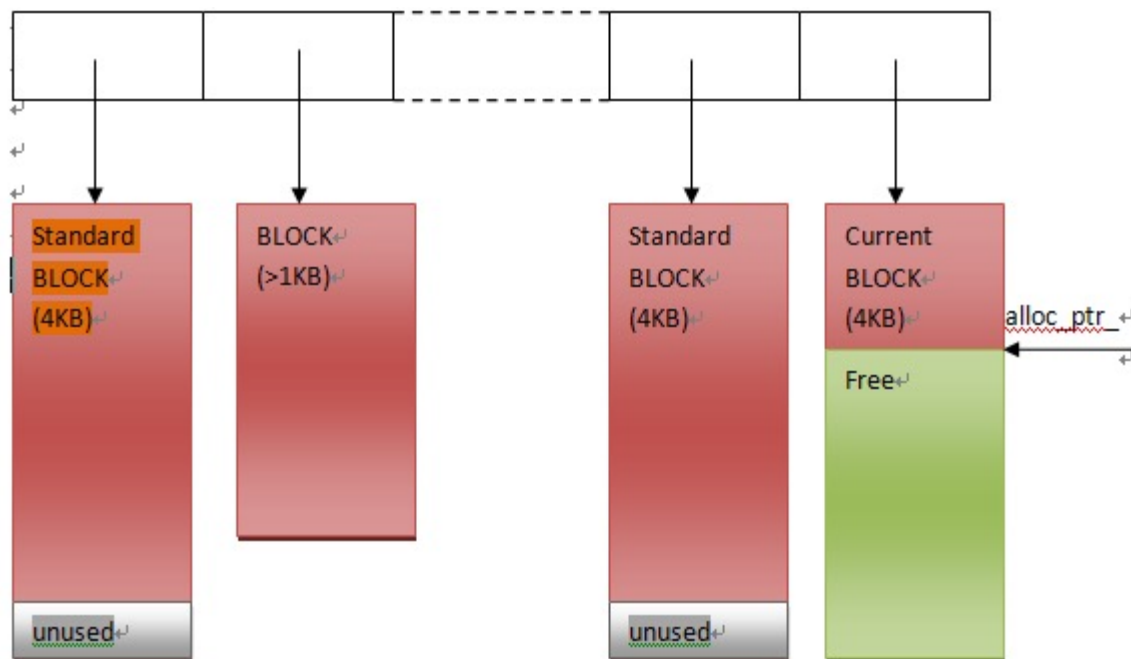 Standard
BLOCK
(4KB)
unused
BLOCK
(>1KB)
Standard
BLOCK
(4KB)
unused
Current
BLOCK
(4KB)
Free
alloc_ptr_